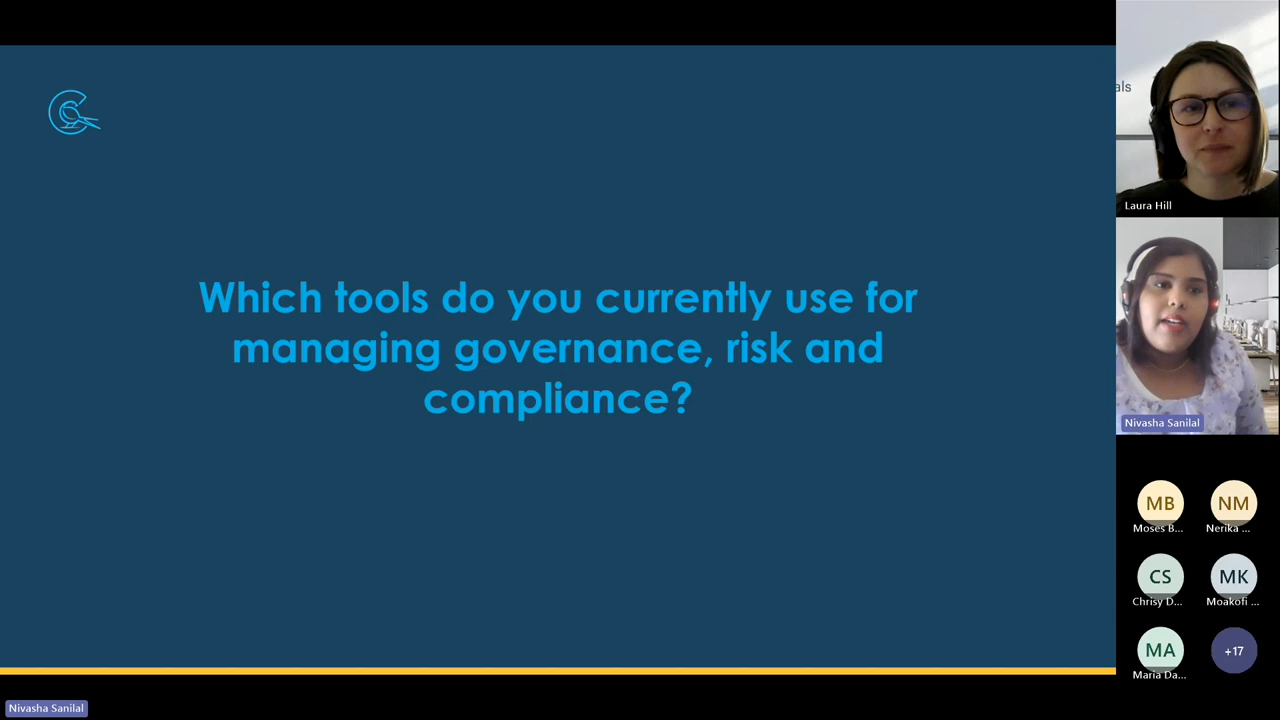 Which tools do you currently use for
managing governance, risk and
compliance?
als
Laura Hill
Nivasha Sanilal
MB
NM
Moses B...
Nerika ...
CS
MK
Chrisy D...
Moakofi ...
MA
+17
Maria Da...
Nivasha Sanilal